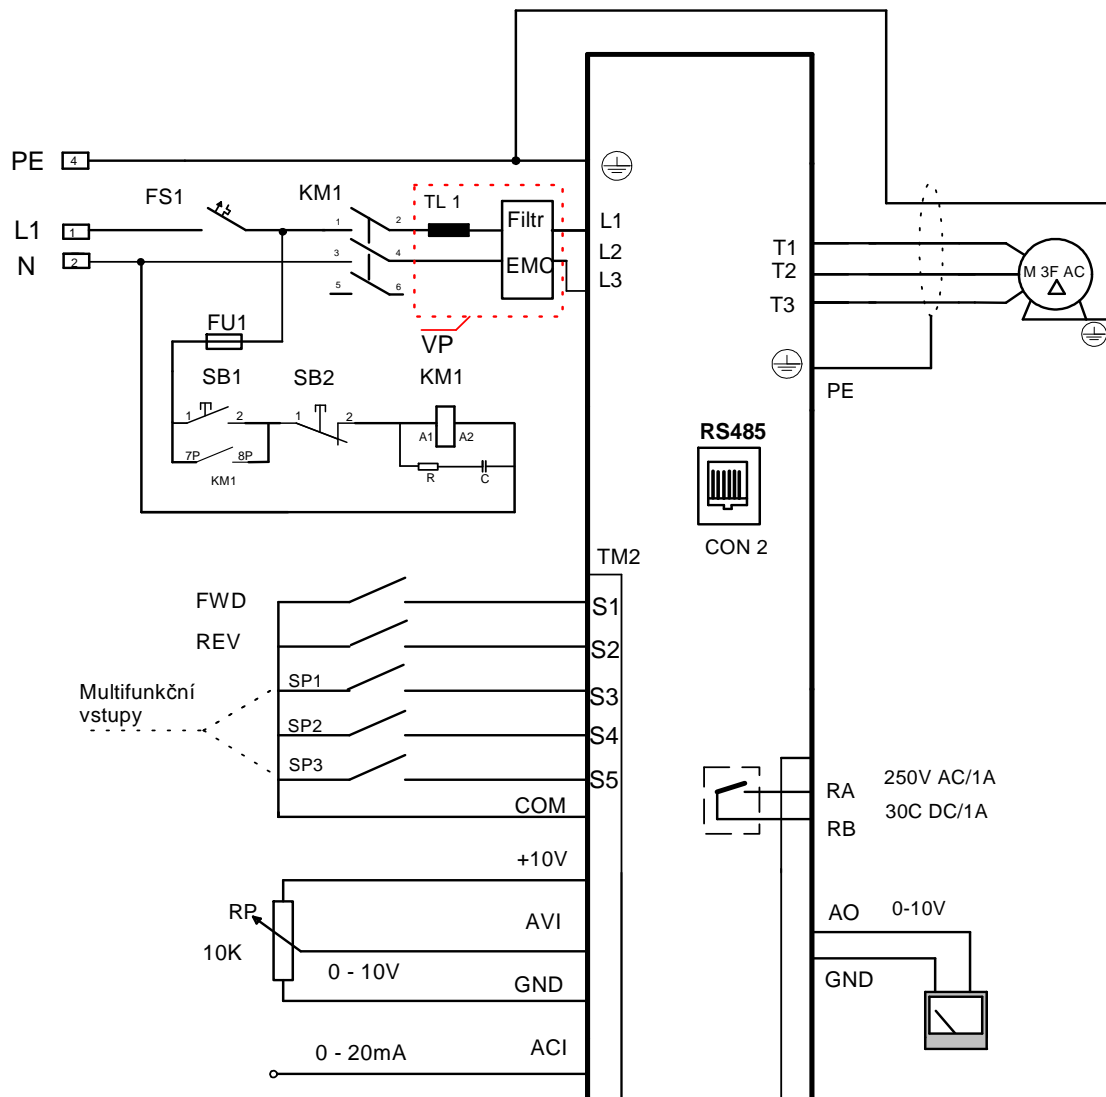 PE 4
FS1 KM1 TL 1
L1 1 1 2 Filtr L1
N 2 3 4 EMC L2
5 6 L3
T1
T2 M 3F AC
T3
FU1 VP
SB1 SB2 KM1 PE
1 2 1 2 A1 A2
7P 8P R C
KM1
RS485
CON 2
TM2
FWD S1
REV S2
Multifunkční
vstupy
SP1 S3
SP2 S4
SP3 S5
COM
RA 250V AC/1A
RB 30C DC/1A
+10V
RP AVI
10K 0 - 10V
GND
AO 0-10V
GND
0 - 20mA ACI